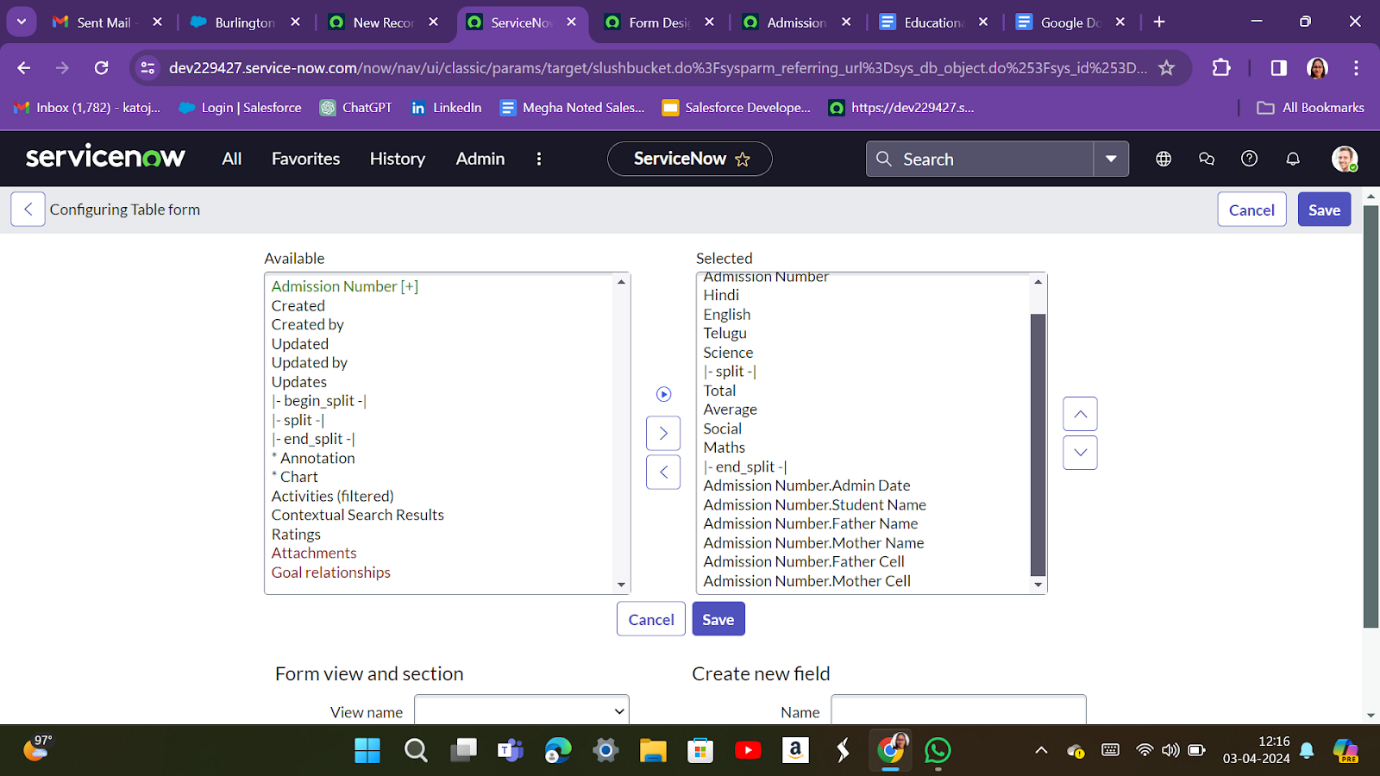 Sent Mail
Burlington
New Recor
ServiceNo
Form Desi
Admission
Education
Google Do
dev229427.service-now.com/now/nav/ui/classic/params/target/slushbucket.do%3Fsysparm_referring_url%3Dsys_db_object.do%253Fsys_id%253D...
Inbox (1,782) - katoj...
Login | Salesforce
ChatGPT
LinkedIn
Megha Noted Sales...
Salesforce Develope...
https://dev229427.s...
All Bookmarks
servicenow
All
Favorites
History
Admin
ServiceNow
Search
Configuring Table form
Cancel
Save
Available
Admission Number [+]
Created
Created by
Updated
Updated by
Updates
|- begin_split -|
|- split -|
|- end_split -|
* Annotation
* Chart
Activities (filtered)
Contextual Search Results
Ratings
Attachments
Goal relationships
Selected
Admission Number
Hindi
English
Telugu
Science
|- split -|
Total
Average
Social
Maths
|- end_split -|
Admission Number.Admin Date
Admission Number.Student Name
Admission Number.Father Name
Admission Number.Mother Name
Admission Number.Father Cell
Admission Number.Mother Cell
Cancel
Save
Form view and section
View name
Create new field
Name
97°
12:16
03-04-2024
PRE